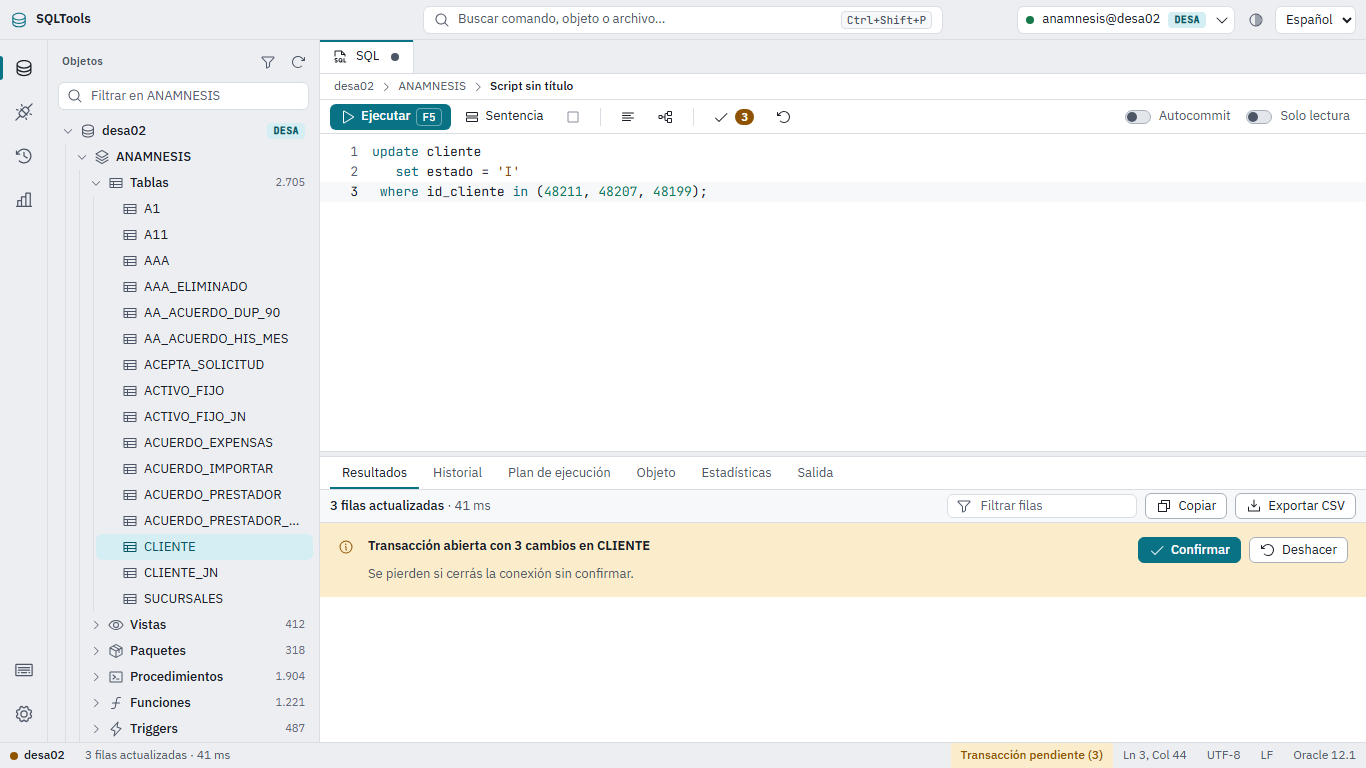 SQLTools
Buscar comando, objeto o archivo...
Ctrl+Shift+P
anamnesis@desa02 DESA
Español
Objetos
Filtrar en ANAMNESIS
desa02 DESA
ANAMNESIS
Tablas 2.705
A1
A11
AAA
AAA_ELIMINADO
AA_ACUERDO_DUP_90
AA_ACUERDO_HIS_MES
ACEPTA_SOLICITUD
ACTIVO_FIJO
ACTIVO_FIJO_JN
ACUERDO_EXPENSAS
ACUERDO_IMPORTAR
ACUERDO_PRESTADOR
ACUERDO_PRESTADOR_...
CLIENTE
CLIENTE_JN
SUCURSALES
Vistas 412
Paquetes 318
Procedimientos 1.904
Funciones 1.221
Triggers 487
SQL
desa02 > ANAMNESIS > Script sin título
Ejecutar F5 Sentencia 3 Autocommit Solo lectura
1 update cliente
2 set estado = 'I'
3 where id_cliente in (48211, 48207, 48199);
Resultados Historial Plan de ejecución Objeto Estadísticas Salida
3 filas actualizadas · 41 ms
Filtrar filas Copiar Exportar CSV
Transacción abierta con 3 cambios en CLIENTE
Se pierden si cerrás la conexión sin confirmar.
Confirmar Deshacer
desa02 3 filas actualizadas · 41 ms Transacción pendiente (3) Ln 3, Col 44 UTF-8 LF Oracle 12.1